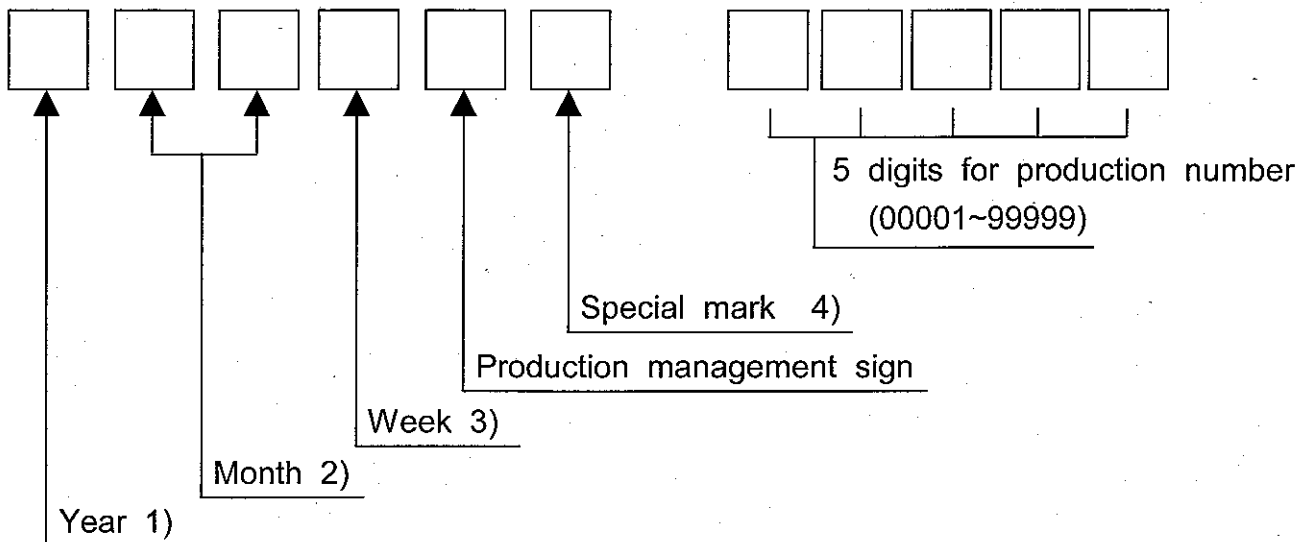 5 digits for production number
(00001~99999)
Special mark 4)
Production management sign
Week 3)
Month 2)
Year 1)